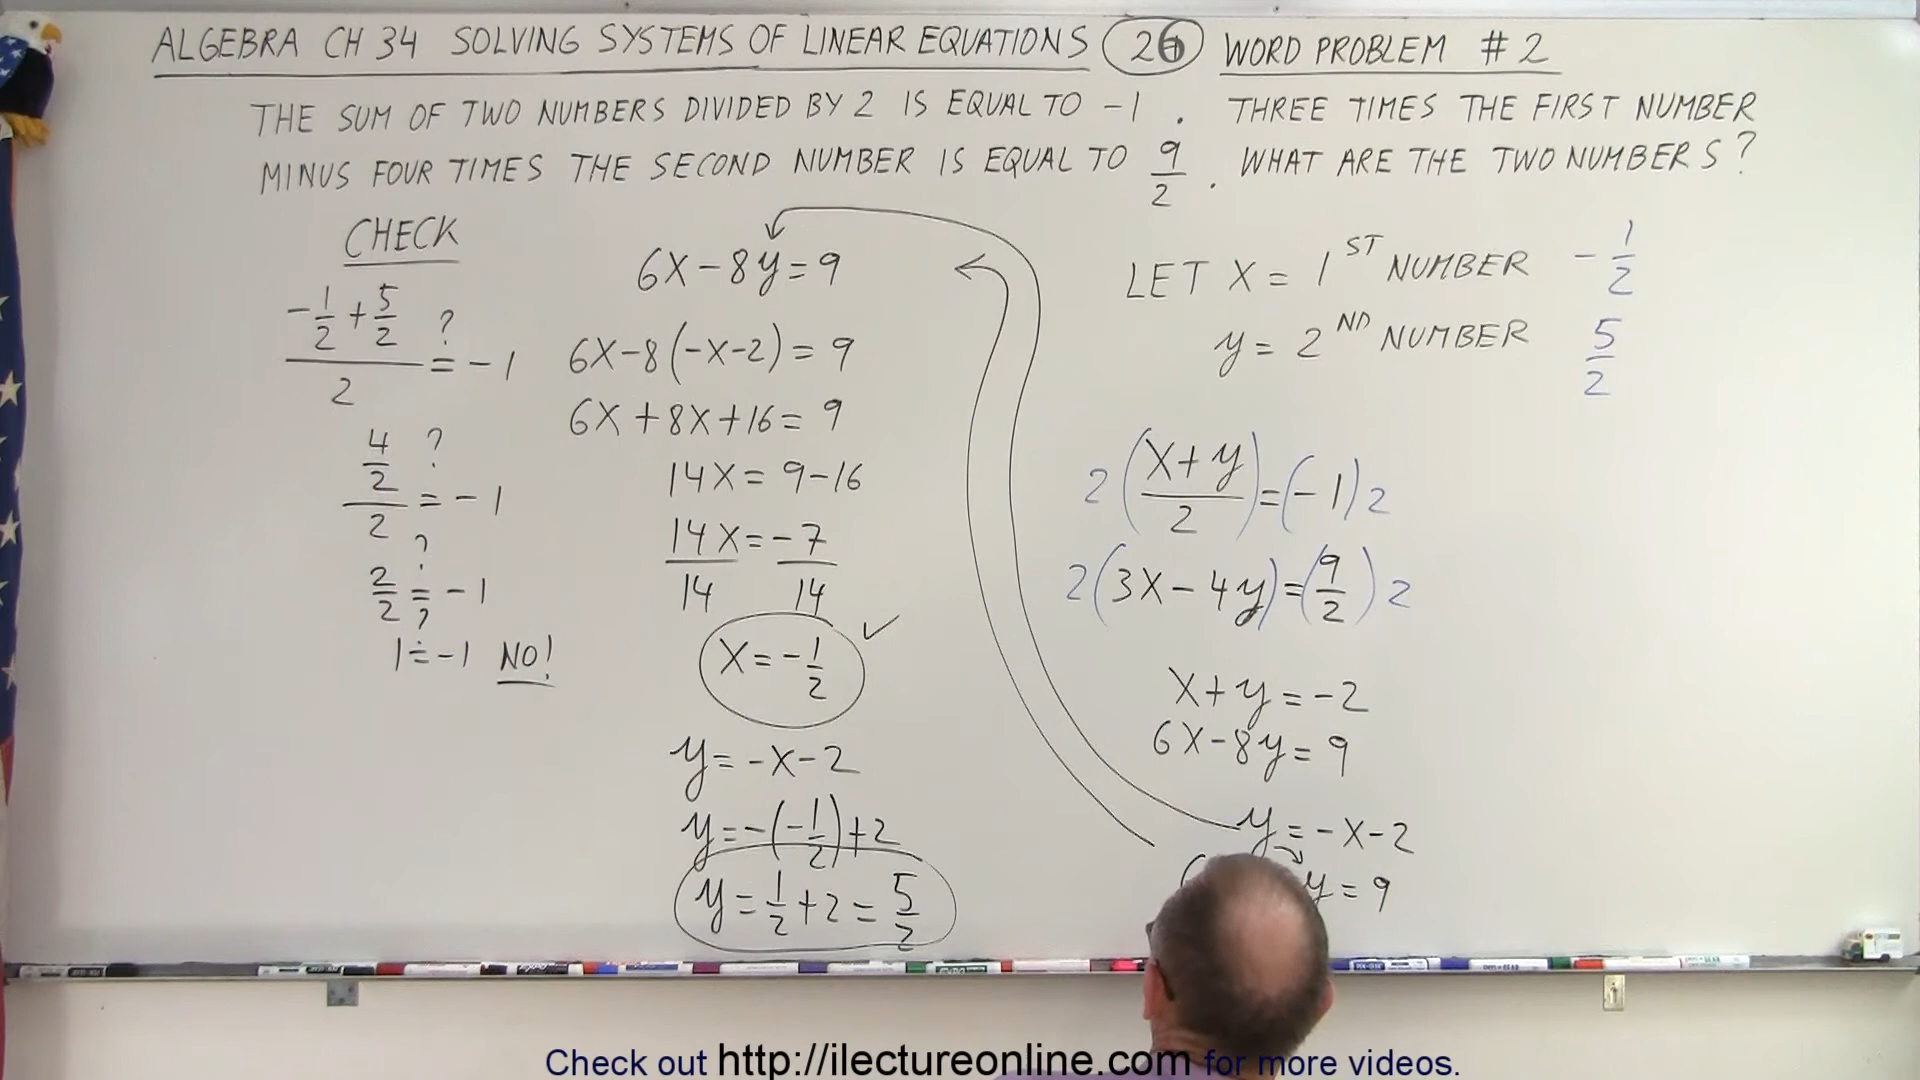 ALGEBRA CH 34 SOLVING SYSTEMS OF LINEAR EQUATIONS 26 WORD PROBLEM #2
THE SUM OF TWO NUMBERS DIVIDED BY 2 IS EQUAL TO -1. THREE TIMES THE FIRST NUMBER
MINUS FOUR TIMES THE SECOND NUMBER IS EQUAL TO 9/2. WHAT ARE THE TWO NUMBERS?
CHECK
(-1/2 + 5/2)/2 ?= -1
(4/2)/2 ?= -1
2/2 ?= -1
1 ?= -1 NO!
6X-8y=9
6X-8(-X-2)=9
6X+8X+16=9
14X=9-16
14X/14=-7/14
X=-1/2 ✓
y=-X-2
y=-(-1/2)+2
y=1/2+2=5/2
LET X = 1ST NUMBER -1/2
y = 2ND NUMBER 5/2
2((X+y)/2)=(-1)2
2(3X-4y)=(9/2)2
X+y=-2
6X-8y=9
y=-X-2
y=9
Check out http://ilectureonline.com for more videos.